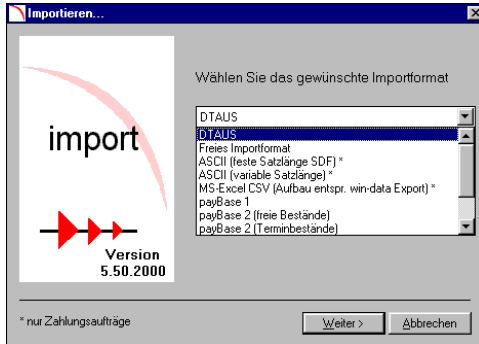 Importieren...
Wählen Sie das gewünschte Importformat
DTAUS
DTAUS
Freies Importformat
ASCII (feste Satzlänge SDF) *
ASCII (variable Satzlänge) *
MS-Excel CSV (Aufbau entspr. win-data Export) *
payBase 1
payBase 2 (freie Bestände)
payBase 2 (Terminbestände)
import
Version
5.50.2000
* nur Zahlungsaufträge
Weiter >
Abbrechen